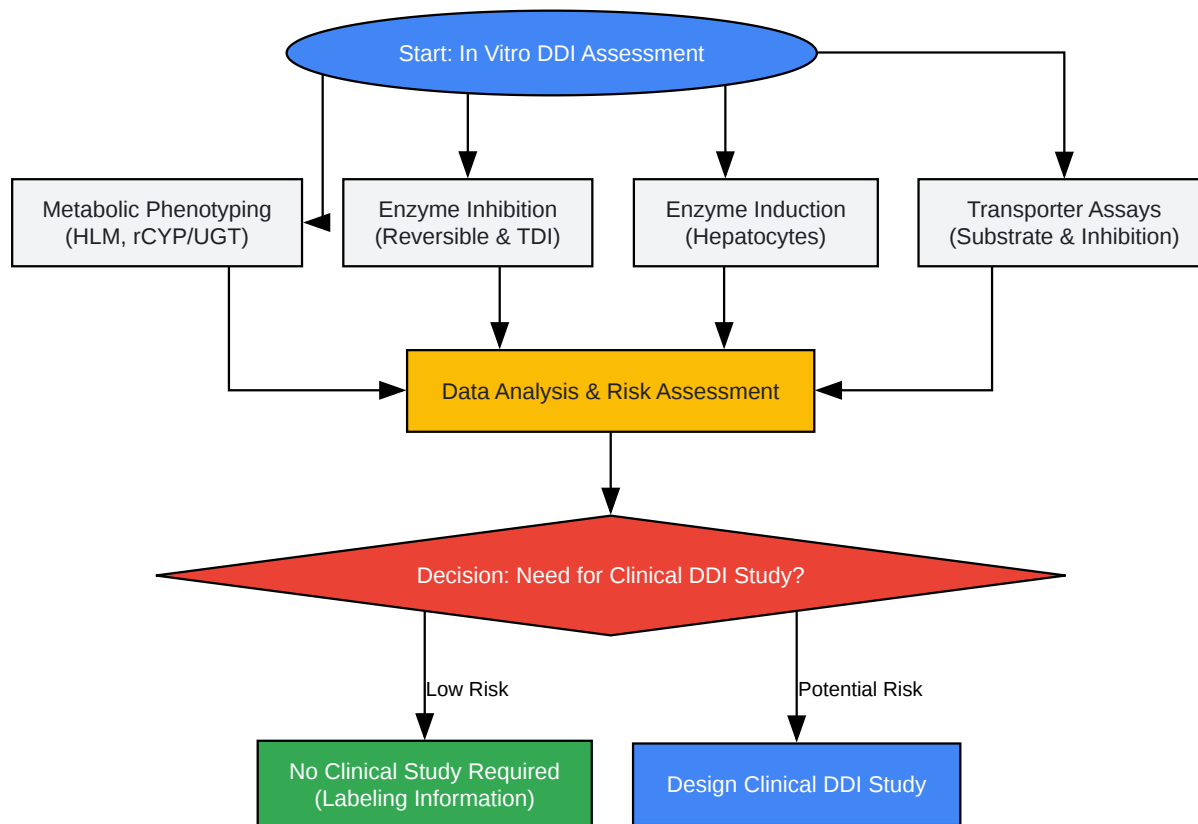 Start: In Vitro DDI Assessment
Metabolic Phenotyping
(HLM, rCYP/UGT)
Enzyme Inhibition
(Reversible & TDI)
Enzyme Induction
(Hepatocytes)
Transporter Assays
(Substrate & Inhibition)
Data Analysis & Risk Assessment
Decision: Need for Clinical DDI Study?
Low Risk
Potential Risk
No Clinical Study Required
(Labeling Information)
Design Clinical DDI Study